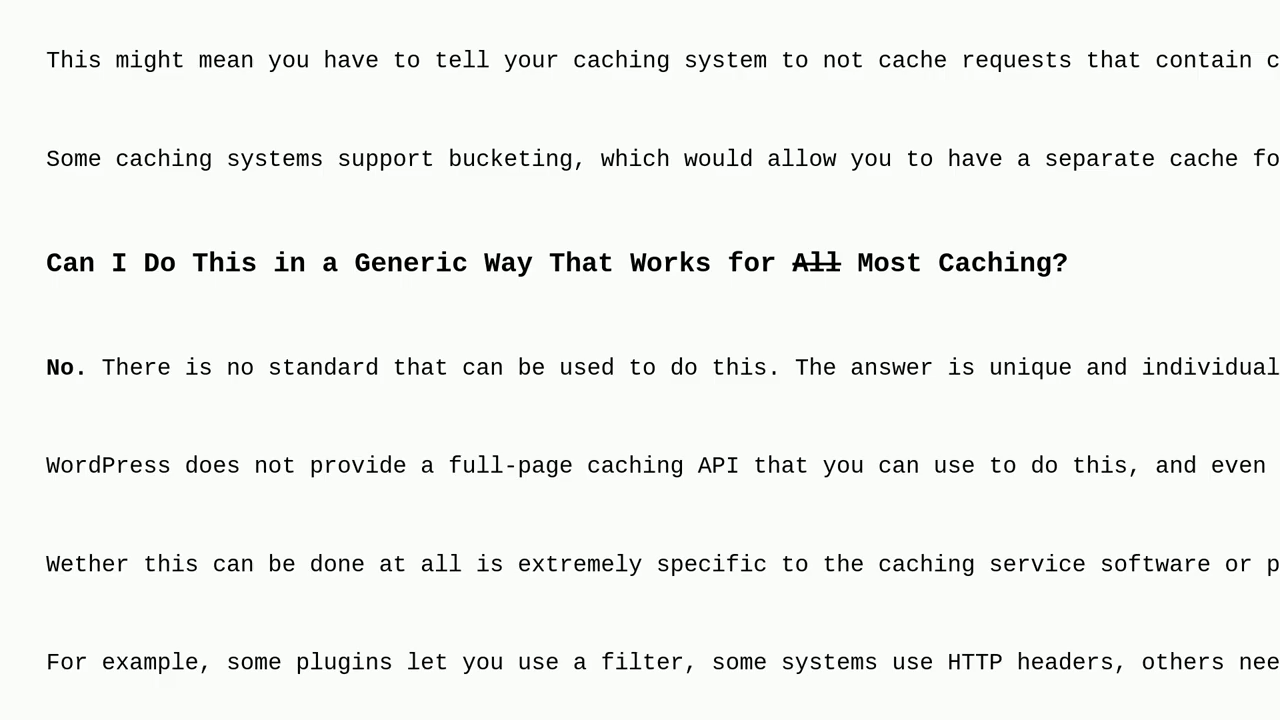 This might mean you have to tell your caching system to not cache requests that contain c
Some caching systems support bucketing, which would allow you to have a separate cache fo
Can I Do This in a Generic Way That Works for All Most Caching?
No. There is no standard that can be used to do this. The answer is unique and individual
WordPress does not provide a full-page caching API that you can use to do this, and even
Wether this can be done at all is extremely specific to the caching service software or p
For example, some plugins let you use a filter, some systems use HTTP headers, others nee